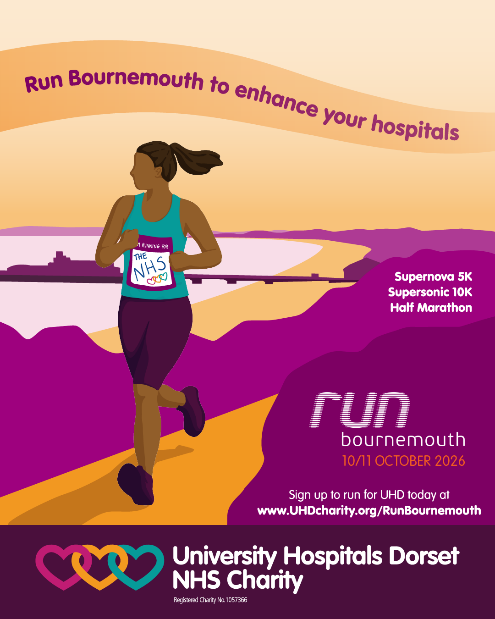 Run Bournemouth to enhance your hospitals
I'M RUNNING FOR
THE
NHS
Supernova 5K
Supersonic 10K
Half Marathon
run
bournemouth
10/11 OCTOBER 2026
Sign up to run for UHD today at
www.UHDcharity.org/RunBournemouth
University Hospitals Dorset
NHS Charity
Registered Charity No. 1057366